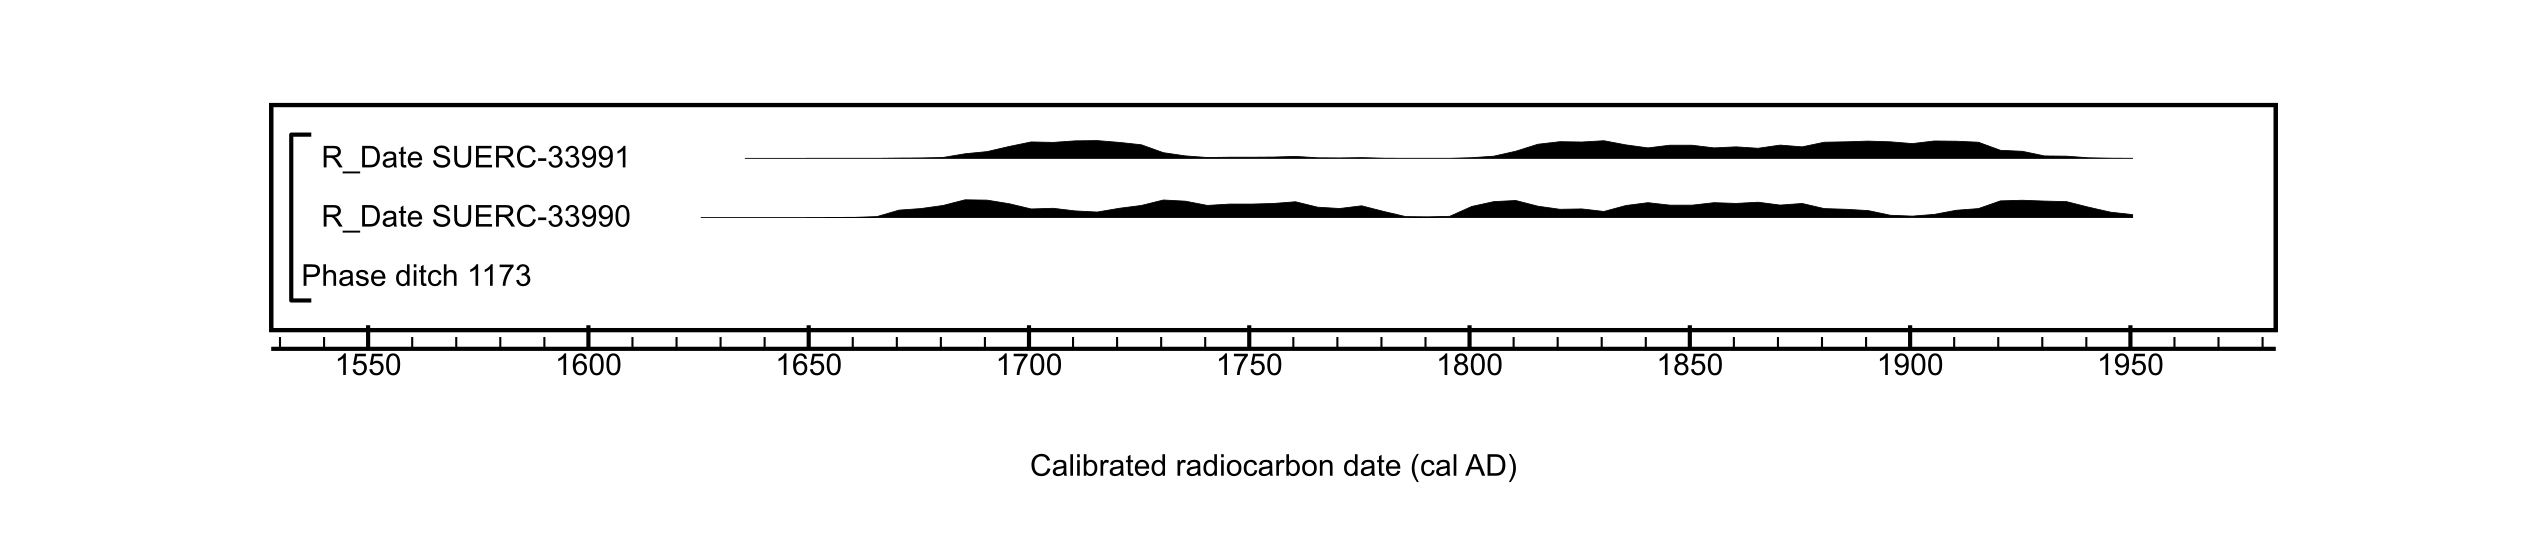 R_Date SUERC-33991
R_Date SUERC-33990
Phase ditch 1173
1550 1600 1650 1700 1750 1800 1850 1900 1950
Calibrated radiocarbon date (cal AD)